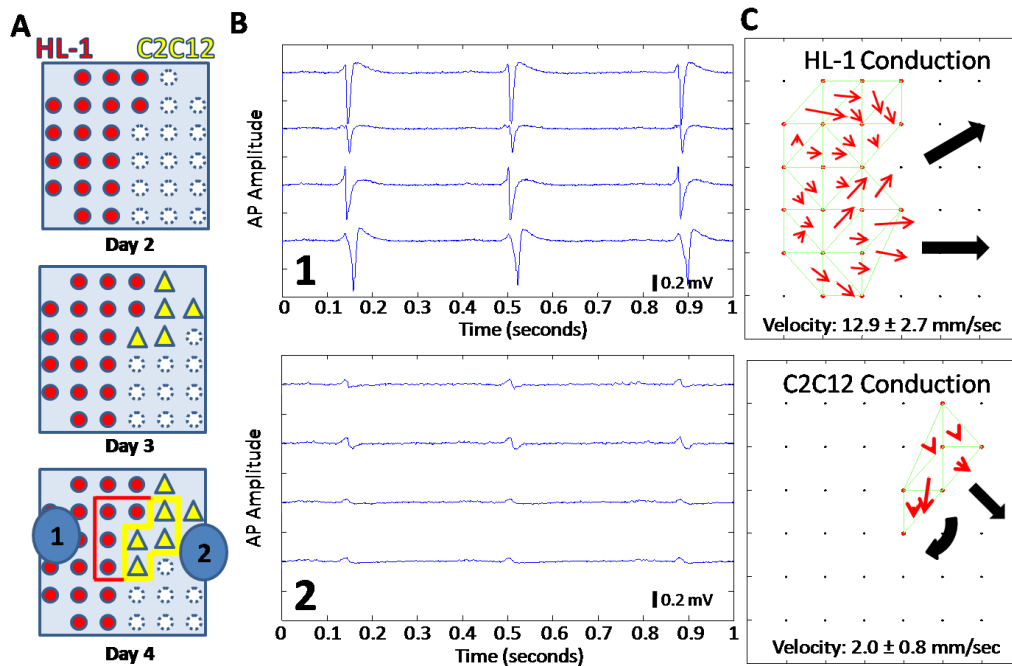 A
HL-1 C2C12
Day 2
Day 3
1 2
Day 4
B
AP Amplitude
1
0.2 mV
0 0.1 0.2 0.3 0.4 0.5 0.6 0.7 0.8 0.9 1
Time (seconds)
AP Amplitude
2
0.2 mV
0 0.1 0.2 0.3 0.4 0.5 0.6 0.7 0.8 0.9 1
Time (seconds)
C
HL-1 Conduction
Velocity: 12.9 ± 2.7 mm/sec
C2C12 Conduction
Velocity: 2.0 ± 0.8 mm/sec